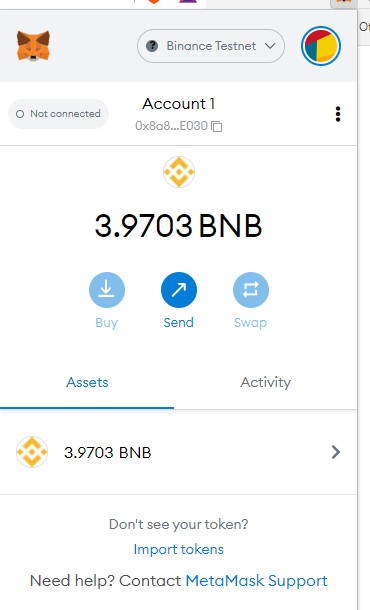 ? Binance Testnet
Not connected
Account 1
0x8a8...E030
3.9703 BNB
Buy
Send
Swap
Assets
Activity
3.9703 BNB
Don't see your token?
Import tokens
Need help? Contact MetaMask Support